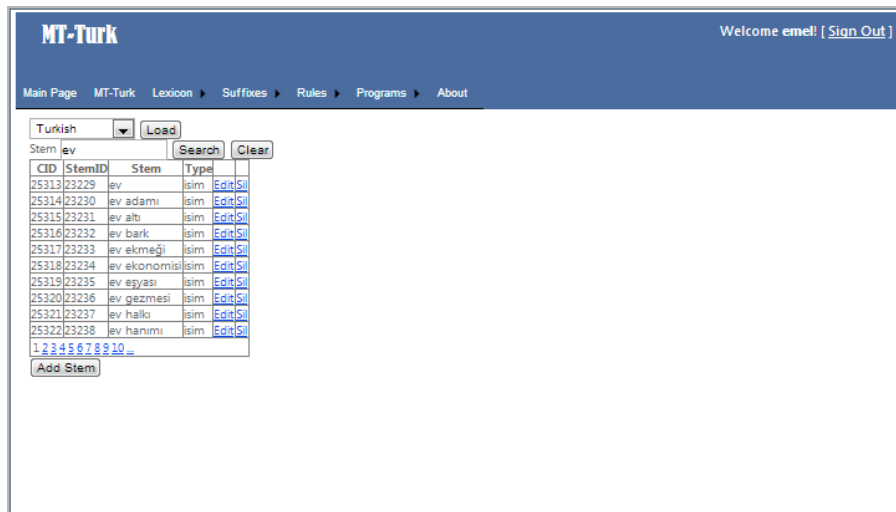 MT-Turk
Welcome emel! [ Sign Out ]
Main Page MT-Turk Lexicon Suffixes Rules Programs About
Turkish Load
Stem ev Search Clear
CID StemID Stem Type
25313 23229 ev isim Edit Sil
25314 23230 ev adamı isim Edit Sil
25315 23231 ev altı isim Edit Sil
25316 23232 ev bark isim Edit Sil
25317 23233 ev ekmeği isim Edit Sil
25318 23234 ev ekonomisi isim Edit Sil
25319 23235 ev eşyası isim Edit Sil
25320 23236 ev gezmesi isim Edit Sil
25321 23237 ev halkı isim Edit Sil
25322 23238 ev hanımı isim Edit Sil
1 2 3 4 5 6 7 8 9 10 ...
Add Stem